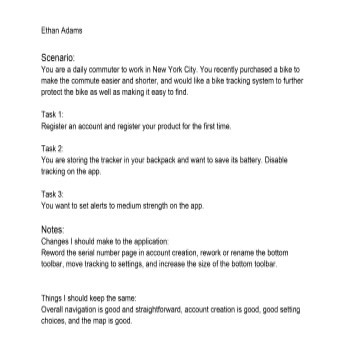 Ethan Adams
Scenario:
You are a daily commuter to work in New York City. You recently purchased a bike to
make the commute easier and shorter, and would like a bike tracking system to further
protect the bike as well as making it easy to find.
Task 1:
Register an account and register your product for the first time.
Task 2:
You are storing the tracker in your backpack and want to save its battery. Disable
tracking on the app.
Task 3:
You want to set alerts to medium strength on the app.
Notes:
Changes I should make to the application:
Reword the serial number page in account creation, rework or rename the bottom
toolbar, move tracking to settings, and increase the size of the bottom toolbar.
Things I should keep the same:
Overall navigation is good and straightforward, account creation is good, good setting
choices, and the map is good.